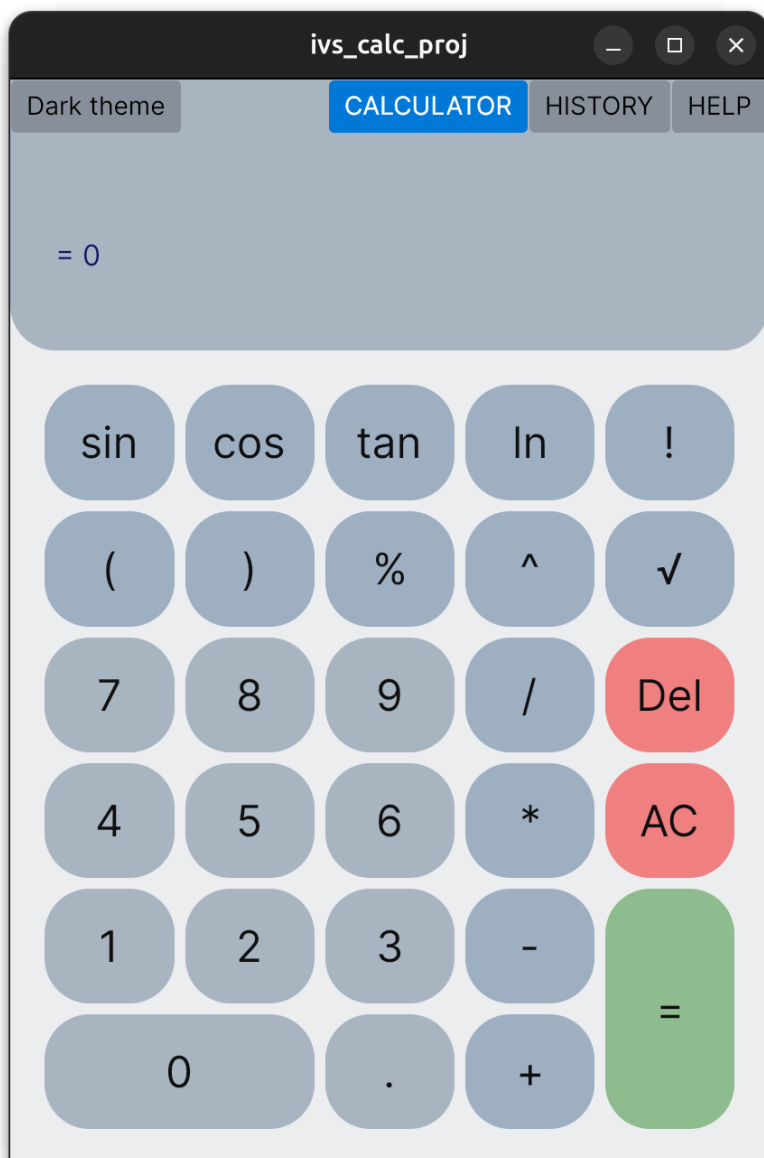 ivs_calc_proj
Dark theme CALCULATOR HISTORY HELP
= 0
sin cos tan ln !
( ) % ^ √
7 8 9 / Del
4 5 6 * AC
1 2 3 -
=
0 . +